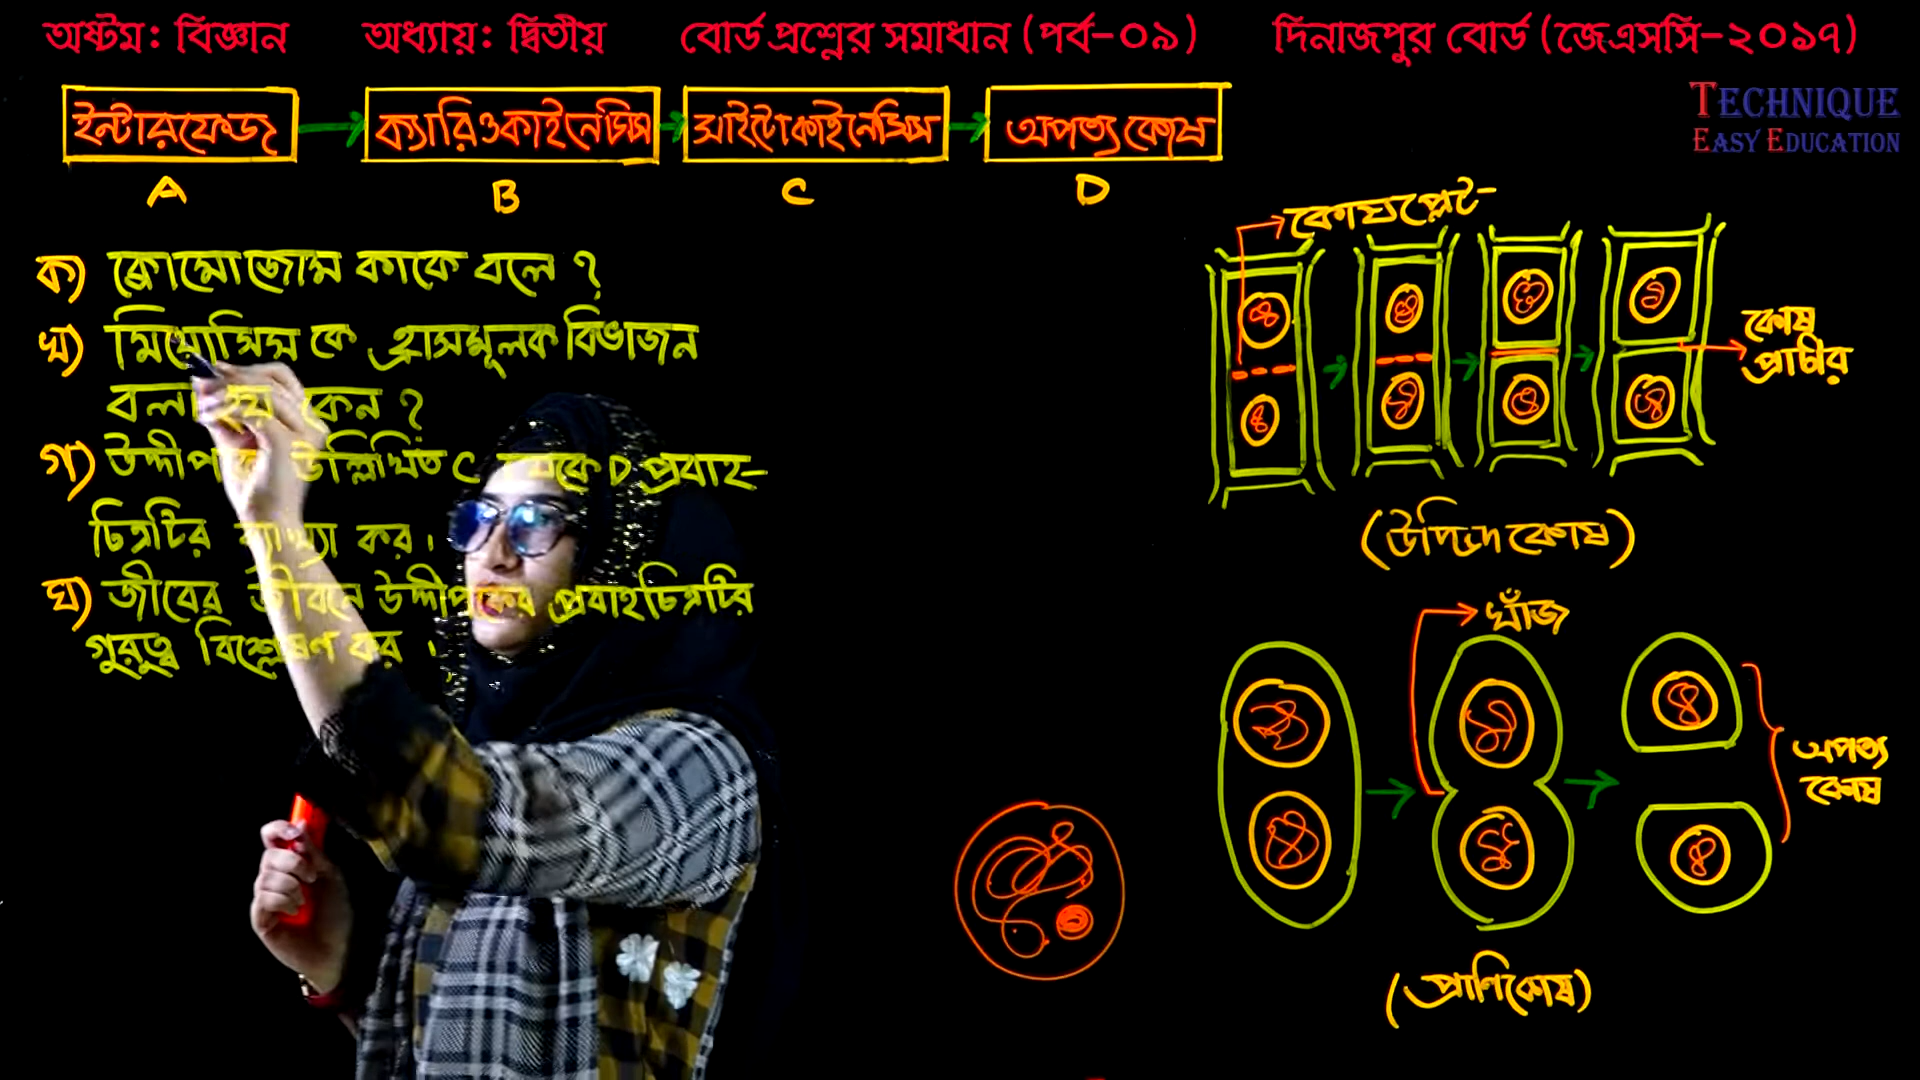 অষ্টম: বিজ্ঞান অধ্যায়: দ্বিতীয় বোর্ড প্রশ্নের সমাধান (পর্ব-০৯) দিনাজপুর বোর্ড (জেএসসি-২০১৭)
TECHNIQUE
EASY EDUCATION
ইন্টারফেজ ক্যারিওকাইনেসিস সাইটোকাইনেসিস অপত্য কোষ
A B C D
ক) ক্রোমোজোম কাকে বলে ?
খ) মিয়োসিস কে হ্রাসমূলক বিভাজন
বলা হয় কেন ?
গ) উদ্দীপকে উল্লিখিত C থেকে D প্রবাহ-
চিত্রটির ব্যাখ্যা কর।
ঘ) জীবের জীবনে উদ্দীপকের প্রবাহচিত্রটির
গুরুত্ব বিশ্লেষণ কর ।
কোষপ্লেট
কোষ
প্রাচীর
(উদ্ভিদ কোষ)
খাঁজ
অপত্য
কোষ
(প্রাণিকোষ)